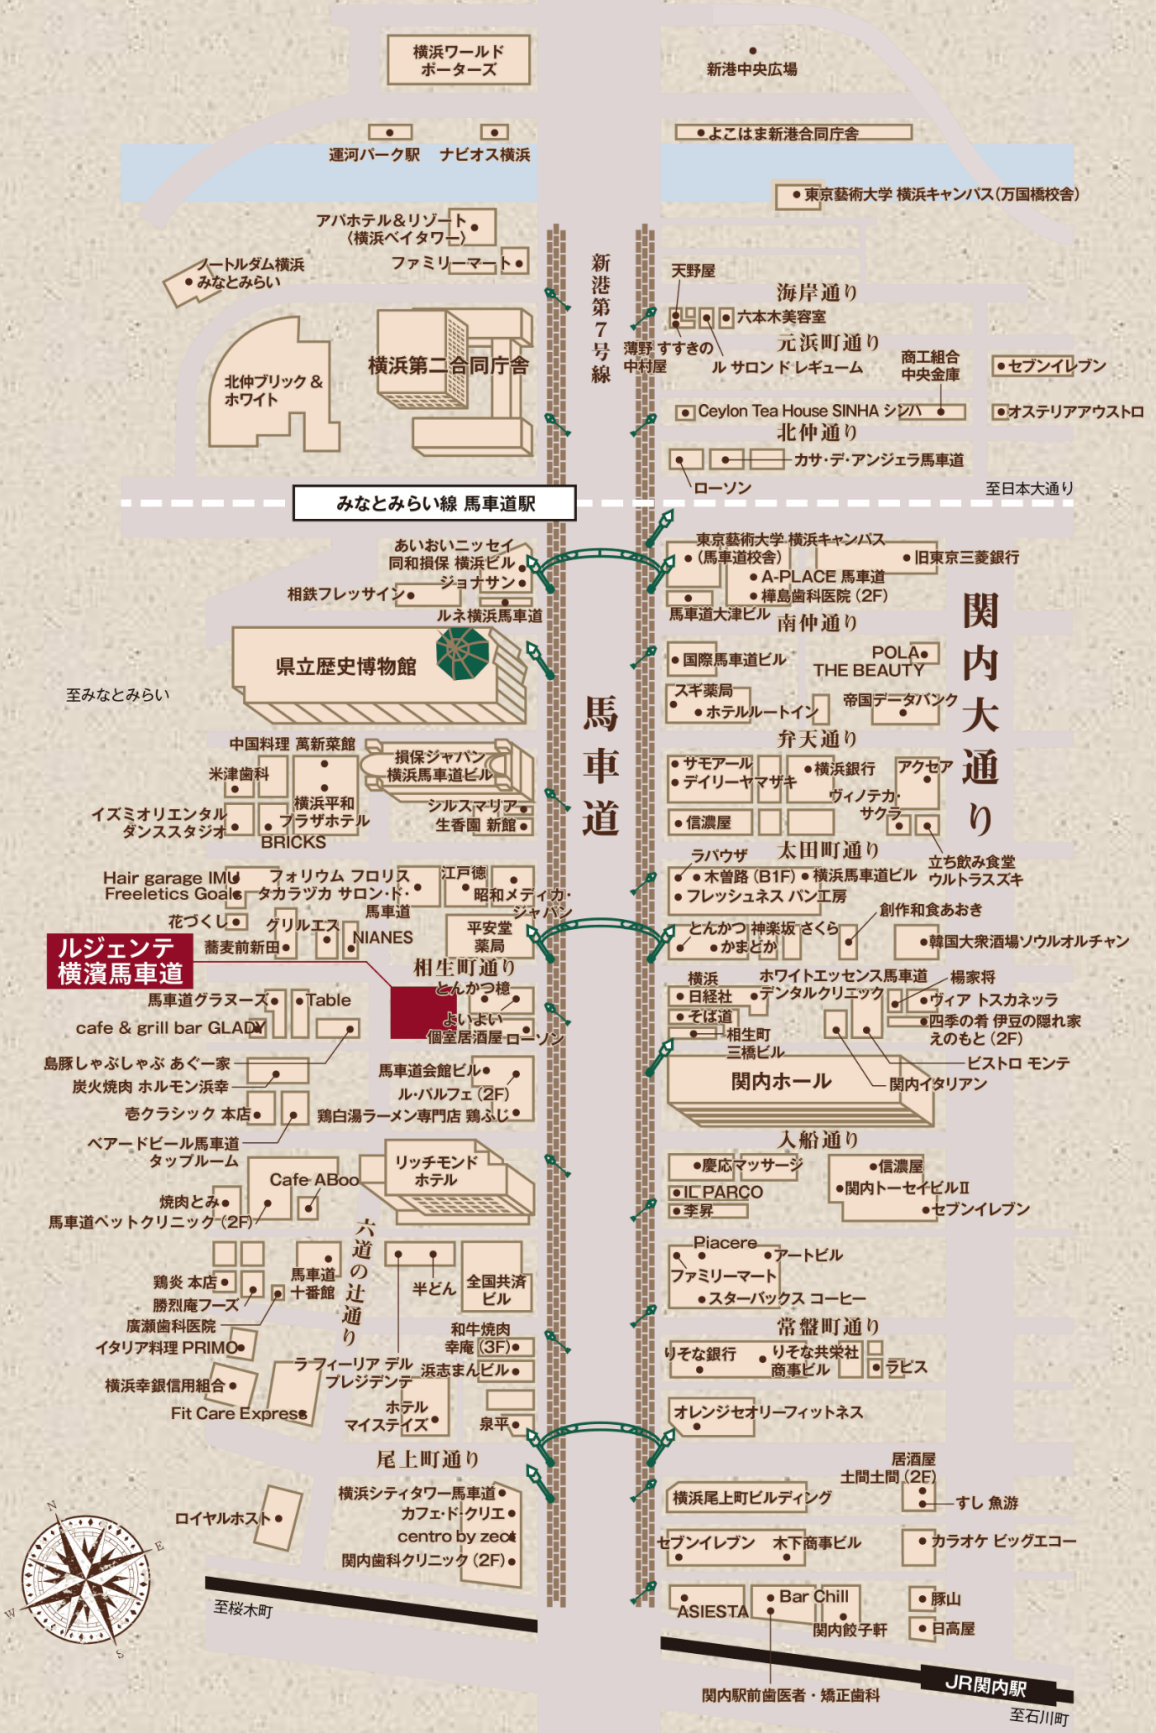 横浜ワールド
ポーターズ
新港中央広場
よこはま新港合同庁舎
運河パーク駅
ナビオス横浜
東京藝術大学 横浜キャンパス(万国橋校舎)
アパホテル&リゾート
〈横浜ベイタワー〉
ファミリーマート
ノートルダム横浜
みなとみらい
新港第7号線
天野屋
海岸通り
六本木美容室
元浜町通り
薄野 すすきの
中村屋
ル サロン ド レギューム
商工組合
中央金庫
セブンイレブン
横浜第二合同庁舎
北仲ブリック &
ホワイト
Ceylon Tea House SINHA シンハ
オステリアアウストロ
北仲通り
カサ・デ・アンジェラ馬車道
ローソン
至日本大通り
みなとみらい線 馬車道駅
あいおいニッセイ
同和損保 横浜ビル
ジョナサン
相鉄フレッサイン
ルネ横浜馬車道
東京藝術大学 横浜キャンパス
(馬車道校舎)
旧東京三菱銀行
A-PLACE 馬車道
樺島歯科医院(2F)
馬車道大津ビル
南仲通り
関内大通り
県立歴史博物館
至みなとみらい
国際馬車道ビル
POLA
THE BEAUTY
スギ薬局
ホテルルートイン
帝国データバンク
馬車道
弁天通り
中国料理 萬新菜館
米津歯科
損保ジャパン
横浜馬車道ビル
横浜平和
プラザホテル
イズミオリエンタル
ダンススタジオ
BRICKS
シルスマリア
生香園 新館
サモアール
デイリーヤマザキ
横浜銀行
アクセア
ヴィノテカ・
サクラ
信濃屋
太田町通り
立ち飲み食堂
ウルトラスズキ
Hair garage IMU
Freeletics Goals
フォリウム フロリス
タカラヅカ サロン・ド・
馬車道
江戸徳
昭和メディカ・
ジャパン
花づくし
グリルエス
蕎麦前新田
NIANES
平安堂
薬局
ラパウザ
木曽路(B1F)
横浜馬車道ビル
フレッシュネス バン工房
創作和食あおき
とんかつ 神楽坂 さくら
かまどか
韓国大衆酒場ソウルオルチャン
ルジェンテ
横濱馬車道
相生町通り
とんかつ檍
よいよい
個室居酒屋
ローソン
馬車道グラヌーズ
Table
cafe & grill bar GLADY
島豚しゃぶしゃぶ あぐー家
炭火焼肉 ホルモン浜幸
壱クラシック 本店
ベアードビール馬車道
タップルーム
馬車道会館ビル
ル・パルフェ(2F)
鶏白湯ラーメン専門店 鶏ふじ
横浜
日経社
そば道
相生町
三橋ビル
ホワイトエッセンス馬車道
デンタルクリニック
楊家将
ヴィア トスカネッラ
四季の肴 伊豆の隠れ家
えのもと(2F)
ビストロ モンテ
関内イタリアン
関内ホール
入船通り
リッチモンド
ホテル
Cafe ABoo
焼肉とみ
馬車道ペットクリニック(2F)
六道の辻通り
慶応マッサージ
IL PARCO
李昇
信濃屋
関内トーセイビルⅡ
セブンイレブン
馬車道
十番館
鶏炎 本店
勝烈庵フーズ
廣瀬歯科医院
半どん
全国共済
ビル
Piacere
アートビル
ファミリーマート
スターバックス コーヒー
常盤町通り
イタリア料理 PRIMO
横浜幸銀信用組合
Fit Care Express
ラ フィーリア デル
プレジデンテ
和牛焼肉
幸庵(3F)
浜志まんビル
ホテル
マイステイズ
泉平
りそな銀行
りそな共栄社
商事ビル
ラピス
オレンジセオリーフィットネス
尾上町通り
横浜シティタワー馬車道
カフェ・ド・クリエ
centro by zect
関内歯科クリニック(2F)
ロイヤルホスト
居酒屋
土間土間(2F)
すし 魚游
横浜尾上町ビルディング
セブンイレブン
木下商事ビル
カラオケ ビッグエコー
ASIESTA
Bar Chill
関内餃子軒
豚山
日高屋
関内駅前歯医者・矯正歯科
至桜木町
JR関内駅
至石川町
N
E
W
S